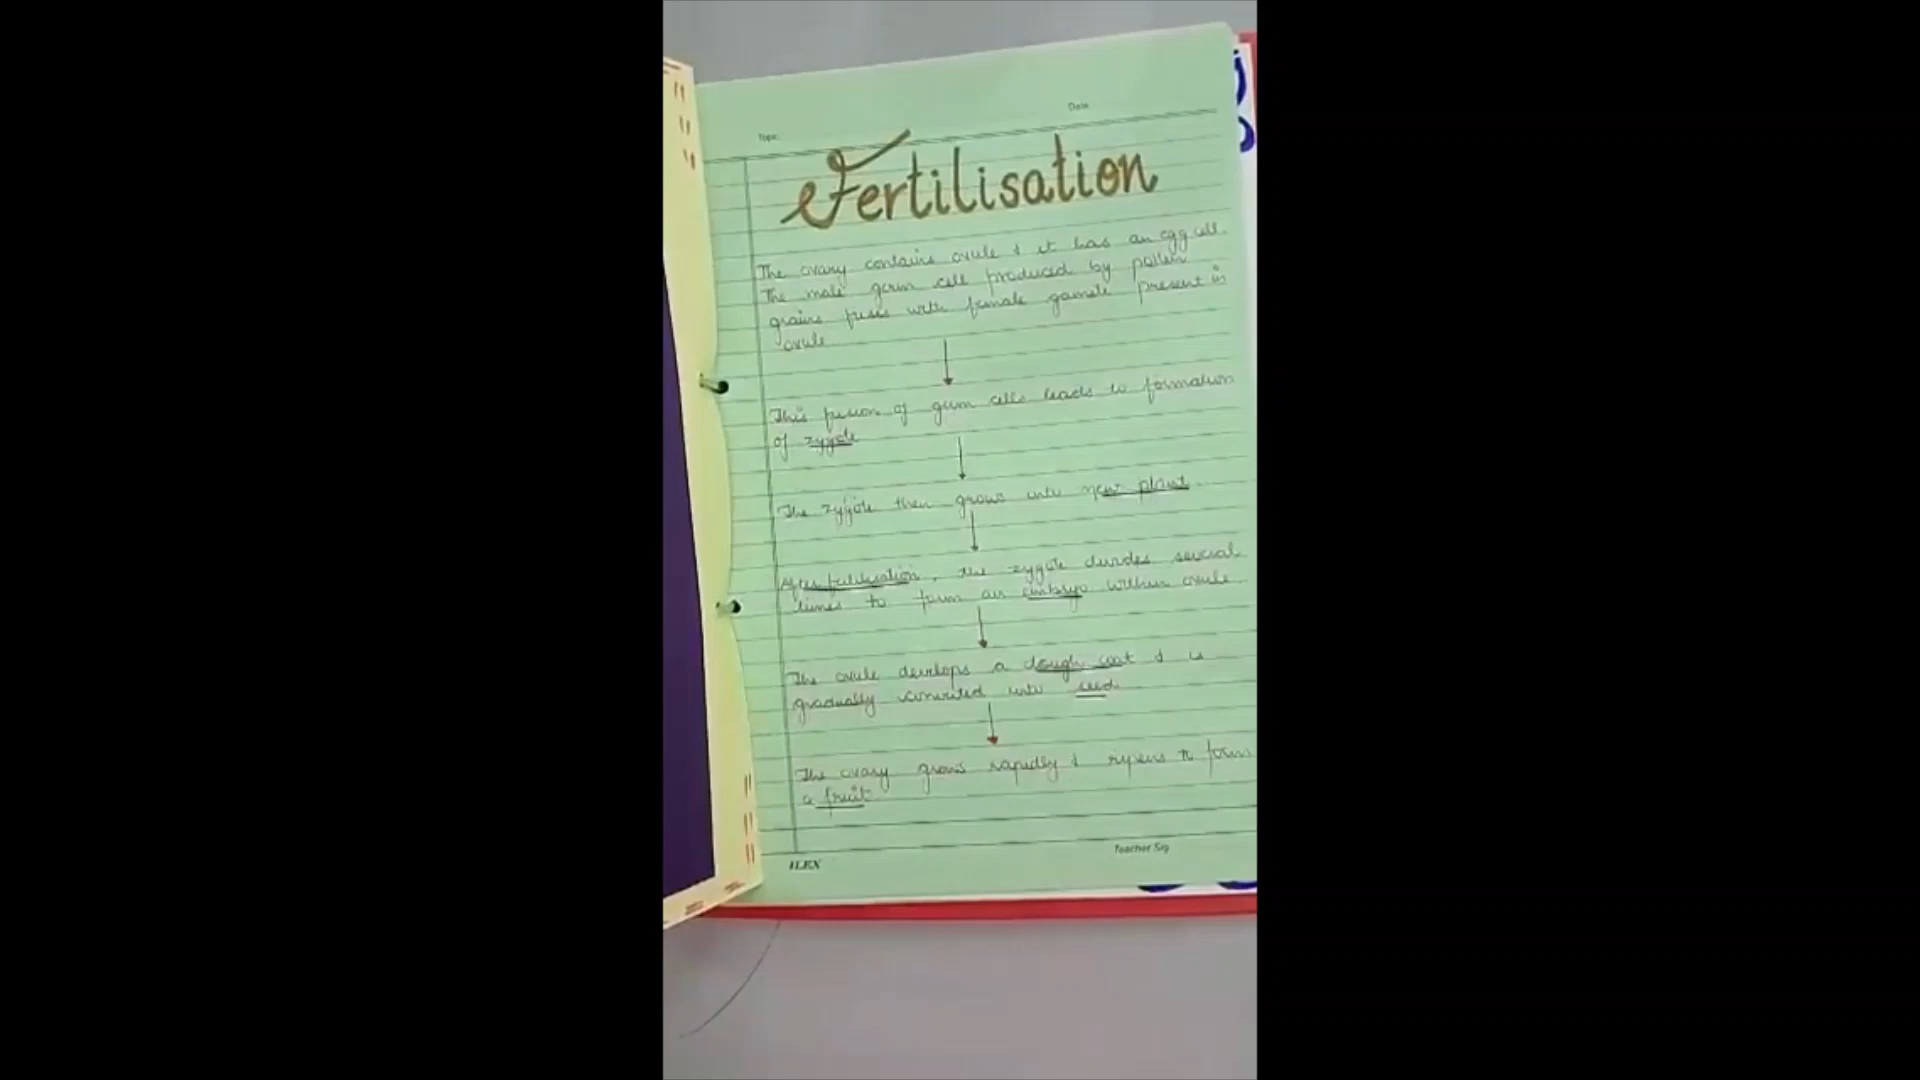 Topic:
Date
Fertilisation
The ovary contains ovule & it has an egg cell.
The male germ cell produced by pollen
grains fuses with female gamete present in
ovule
This fusion of germ cells leads to formation
of zygote
The zygote then grows into new plant
After fertilisation, the zygote divides several
times to form an embryo within ovule.
The ovule develops a dough coat & is
gradually converted into seed.
The ovary grows rapidly & ripens to form
a fruit
Teacher Sig
ILEX